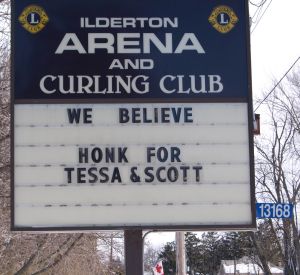 ILDERTON
ARENA
AND
CURLING CLUB
WE BELIEVE
HONK FOR
TESSA & SCOTT
13168
L
L